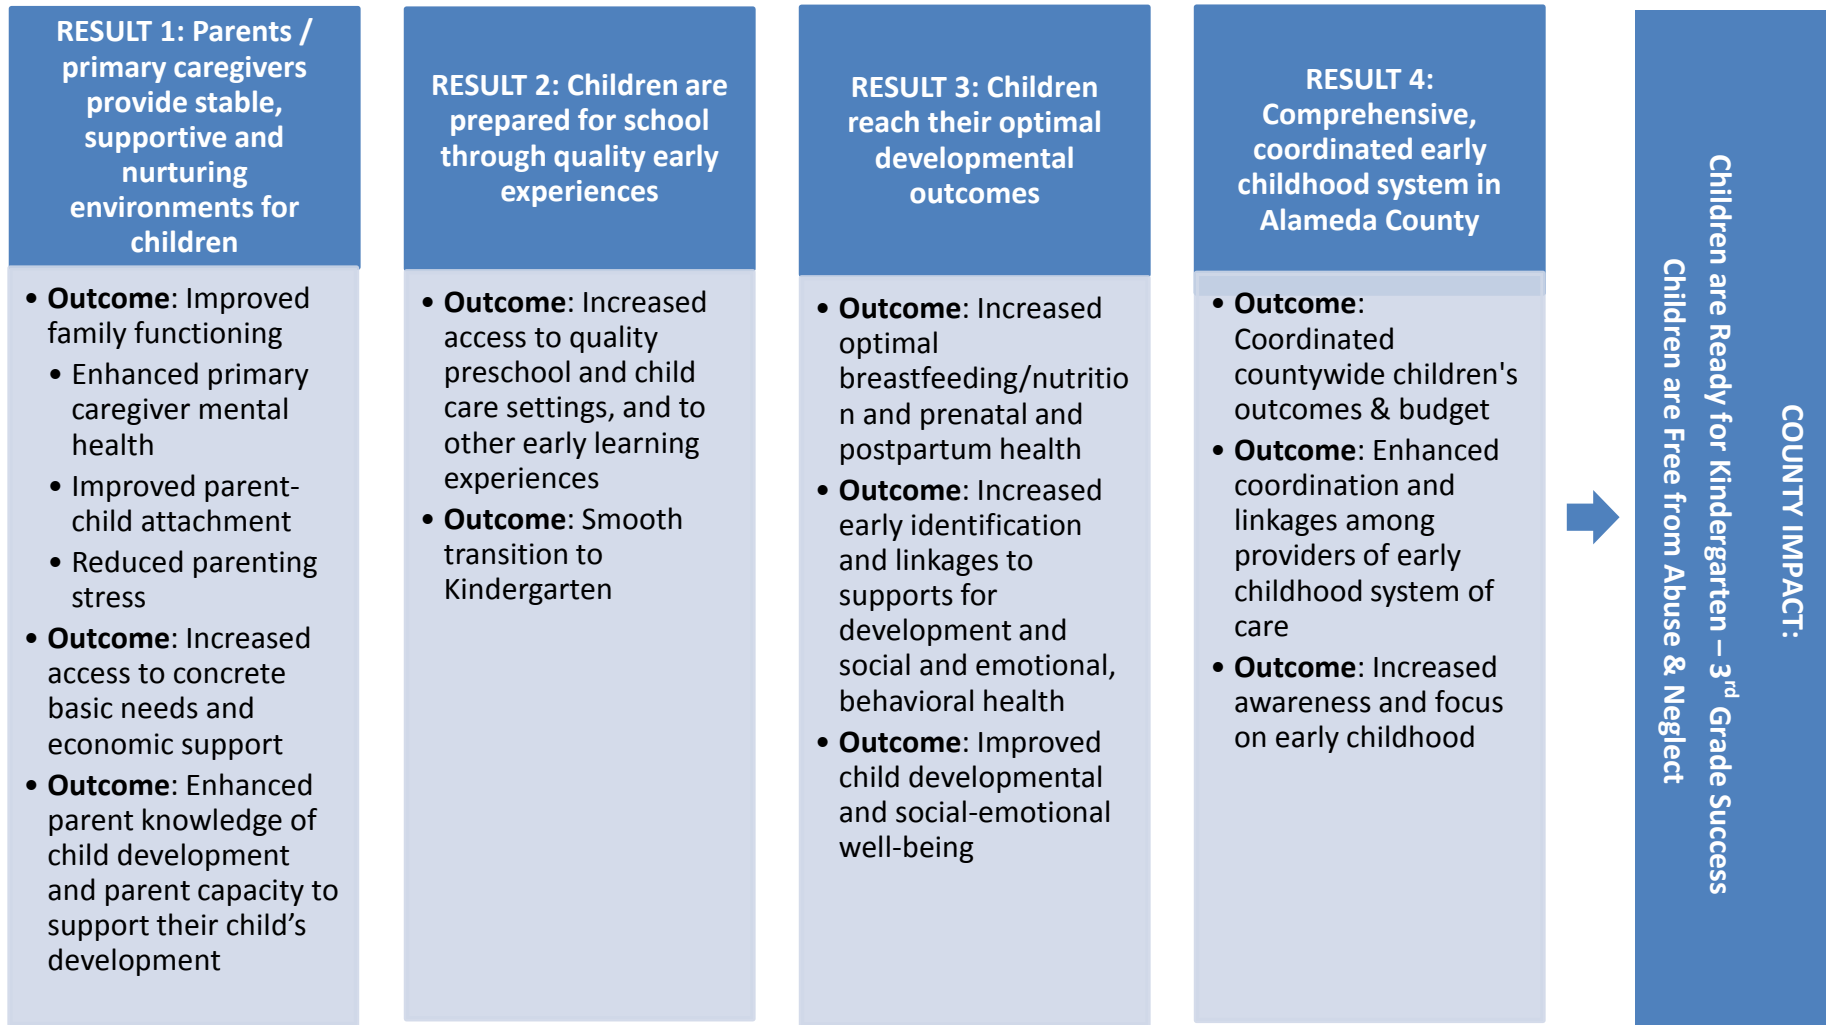 RESULT 1: Parents /
primary caregivers
provide stable,
supportive and
nurturing
environments for
children
• Outcome: Improved
family functioning
• Enhanced primary
caregiver mental
health
• Improved parent-
child attachment
• Reduced parenting
stress
• Outcome: Increased
access to concrete
basic needs and
economic support
• Outcome: Enhanced
parent knowledge of
child development
and parent capacity to
support their child’s
development
RESULT 2: Children are
prepared for school
through quality early
experiences
• Outcome: Increased
access to quality
preschool and child
care settings, and to
other early learning
experiences
• Outcome: Smooth
transition to
Kindergarten
RESULT 3: Children
reach their optimal
developmental
outcomes
• Outcome: Increased
optimal
breastfeeding/nutritio
n and prenatal and
postpartum health
• Outcome: Increased
early identification
and linkages to
supports for
development and
social and emotional,
behavioral health
• Outcome: Improved
child developmental
and social-emotional
well-being
RESULT 4:
Comprehensive,
coordinated early
childhood system in
Alameda County
• Outcome:
Coordinated
countywide children's
outcomes & budget
• Outcome: Enhanced
coordination and
linkages among
providers of early
childhood system of
care
• Outcome: Increased
awareness and focus
on early childhood
COUNTY IMPACT:
Children are Ready for Kindergarten – 3rd Grade Success
Children are Free from Abuse & Neglect